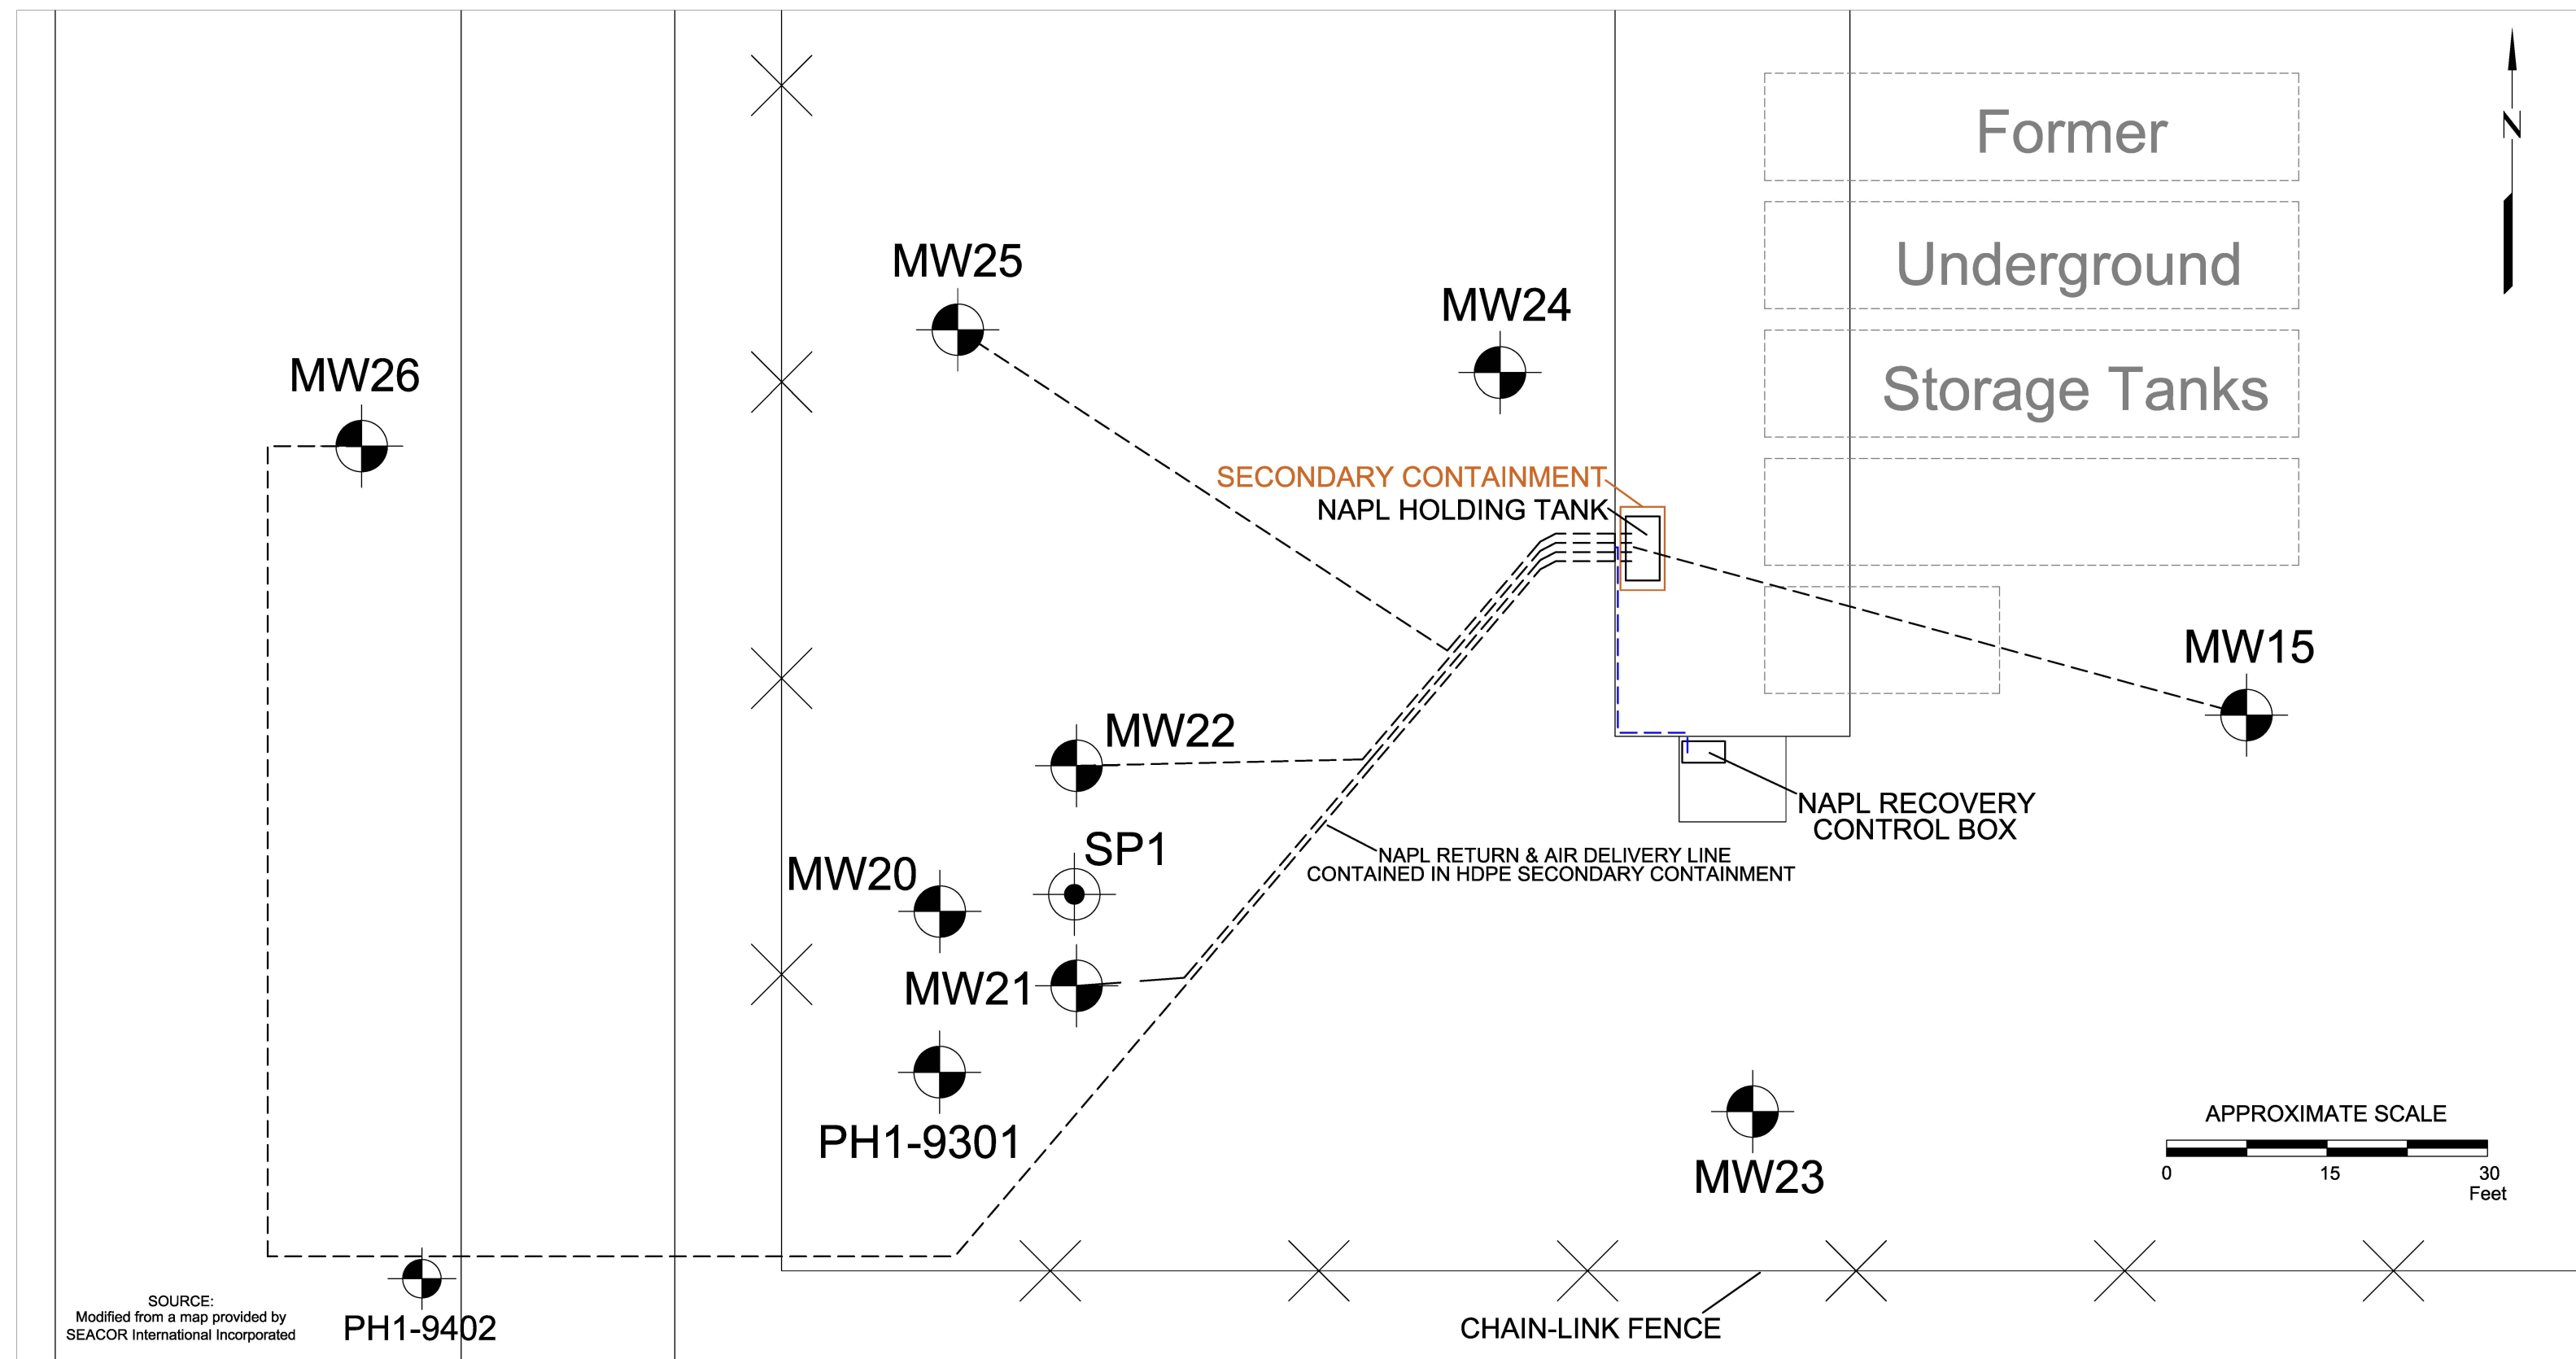 Former
N
Underground
MW25
MW24
MW26
Storage Tanks
SECONDARY CONTAINMENT
NAPL HOLDING TANK
MW15
MW22
NAPL RECOVERY
CONTROL BOX
SP1
NAPL RETURN & AIR DELIVERY LINE
CONTAINED IN HDPE SECONDARY CONTAINMENT
MW20
MW21
PH1-9301
MW23
APPROXIMATE SCALE
0 15 30
Feet
SOURCE:
Modified from a map provided by
SEACOR International Incorporated
PH1-9402
CHAIN-LINK FENCE